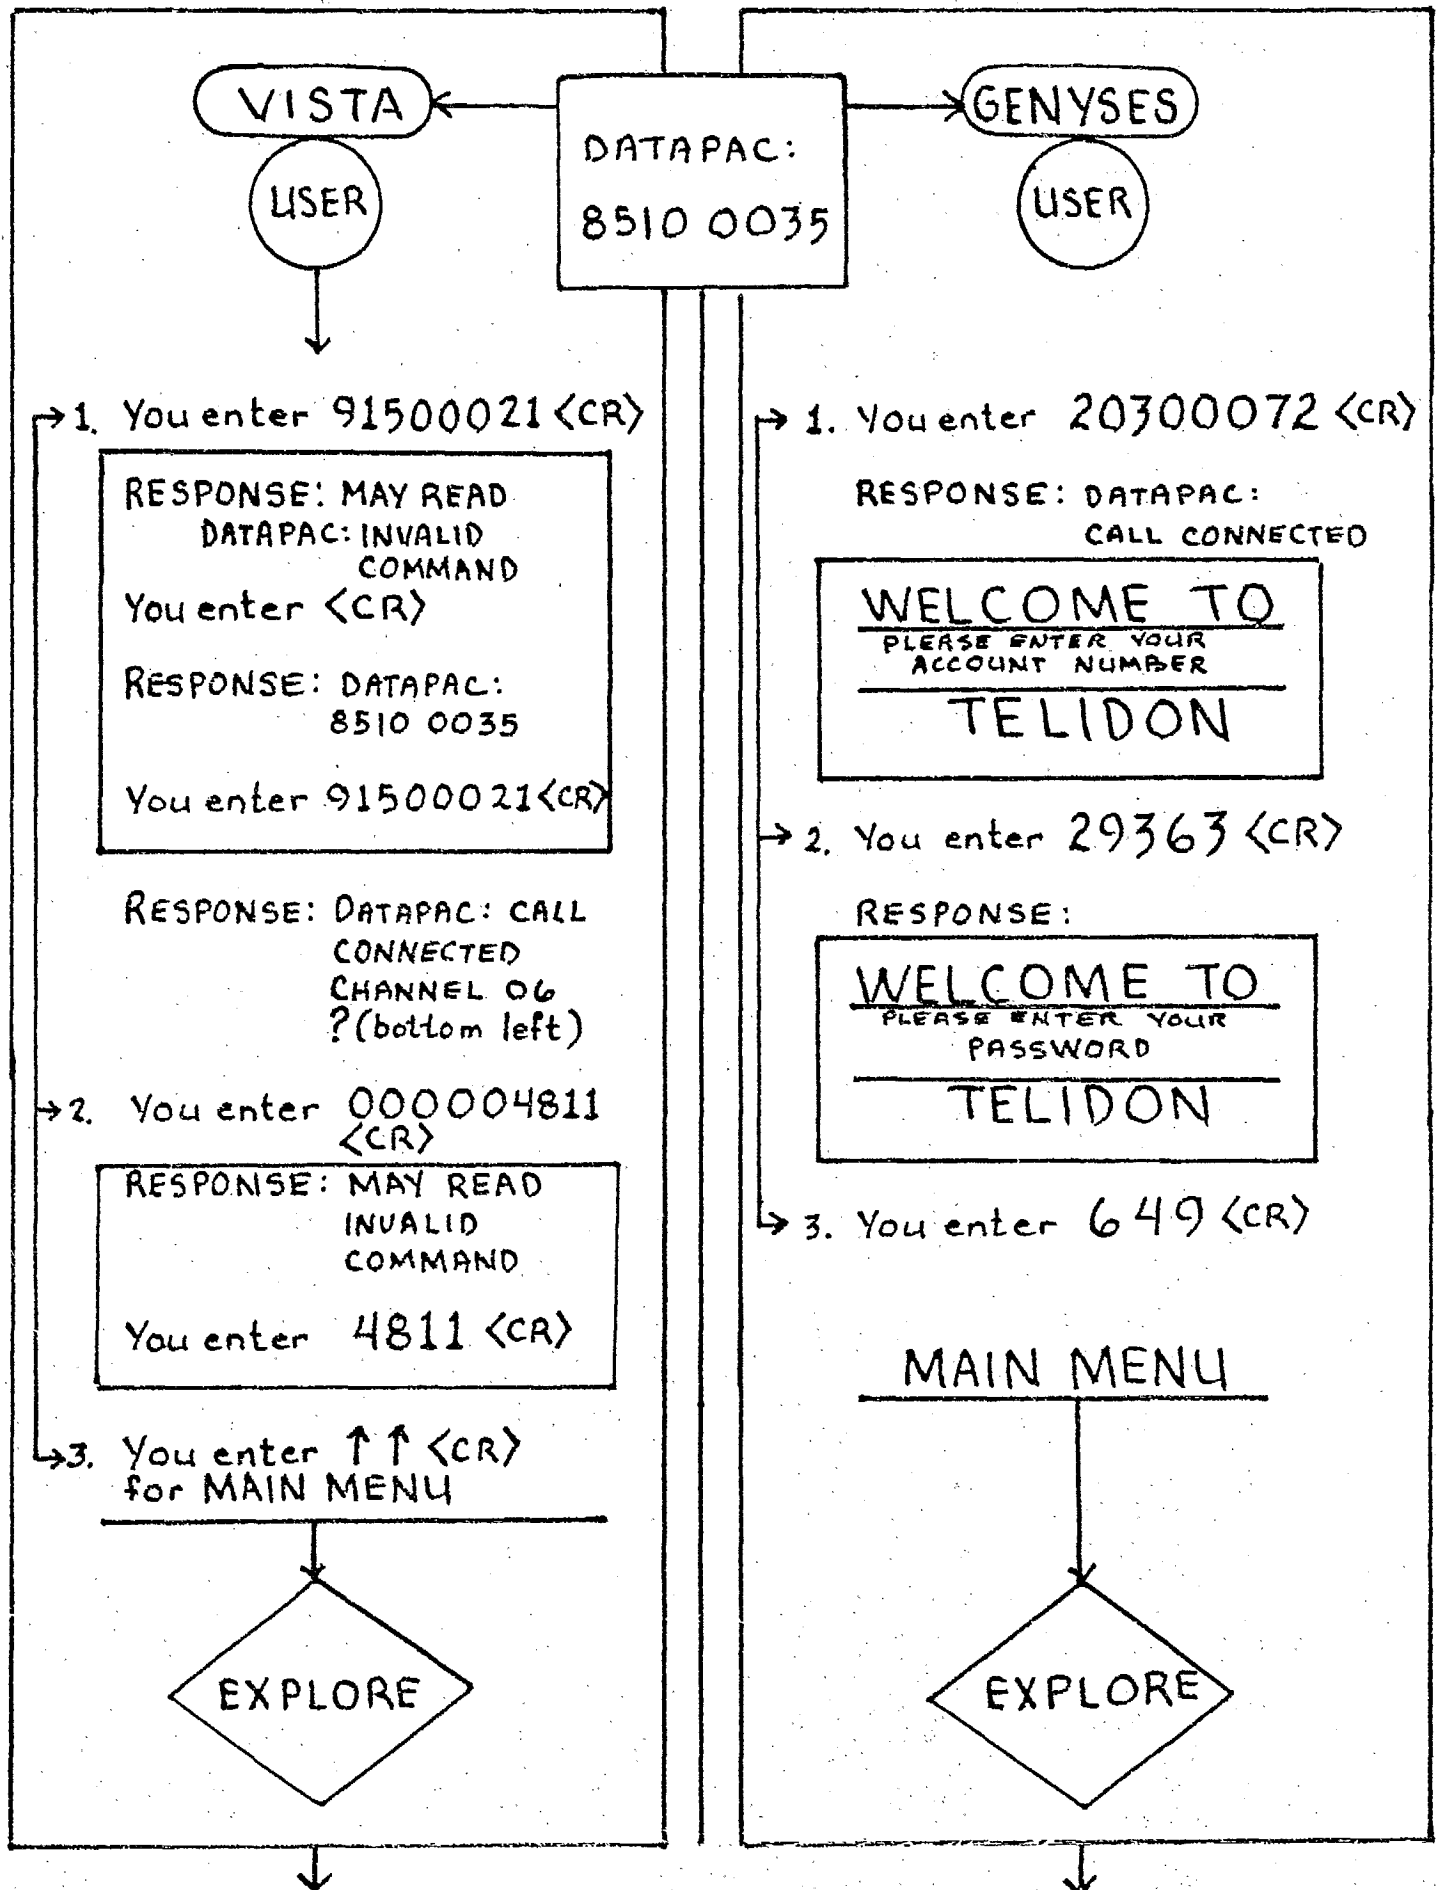 DATAPAC:
8510 0035
VISTA
USER
→1. You enter 91500021 <CR>
RESPONSE: MAY READ
DATAPAC: INVALID
COMMAND
You enter <CR>
RESPONSE: DATAPAC:
8510 0035
You enter 91500021 <CR>
RESPONSE: DATAPAC: CALL
CONNECTED
CHANNEL 06
? (bottom left)
→2. You enter 000004811
<CR>
RESPONSE: MAY READ
INVALID
COMMAND
You enter 4811 <CR>
→3. You enter ↑ ↑ <CR>
for MAIN MENU
EXPLORE
GENYSES
USER
→ 1. You enter 20300072 <CR>
RESPONSE: DATAPAC:
CALL CONNECTED
WELCOME TO
PLEASE ENTER YOUR
ACCOUNT NUMBER
TELIDON
→ 2. You enter 29363 <CR>
RESPONSE:
WELCOME TO
PLEASE ENTER YOUR
PASSWORD
TELIDON
→ 3. You enter 649 <CR>
MAIN MENU
EXPLORE